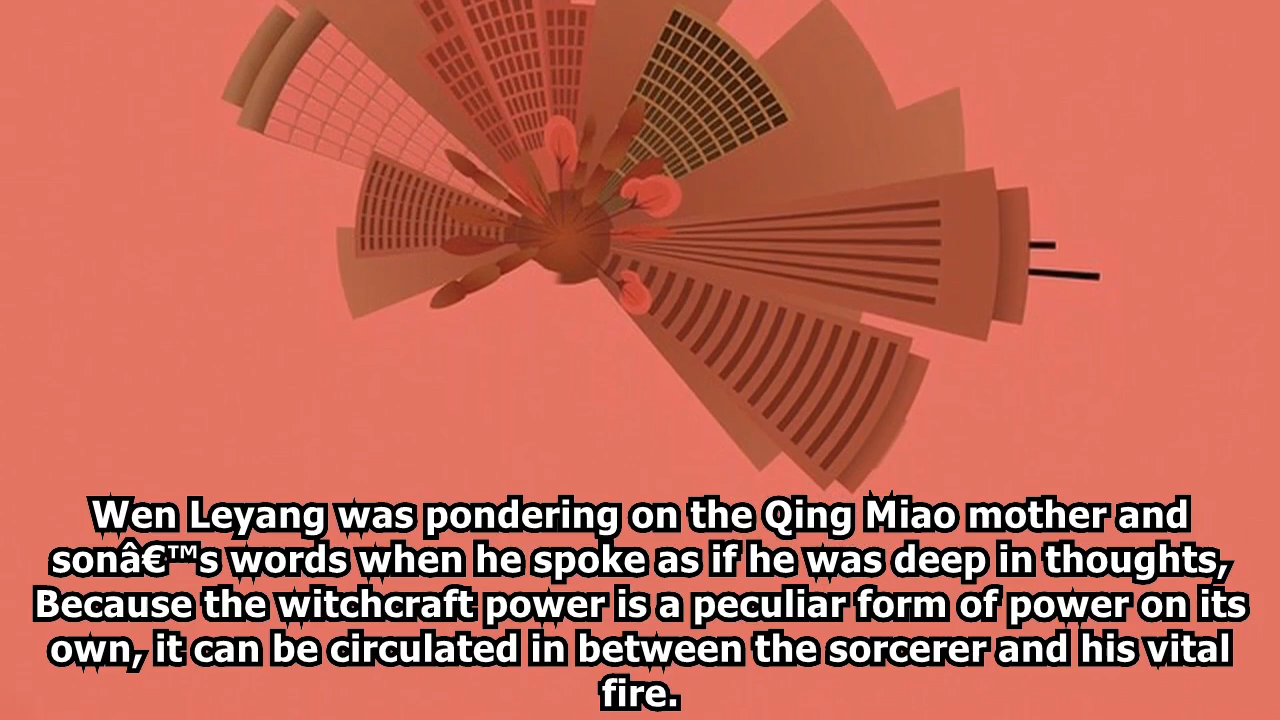 Wen Leyang was pondering on the Qing Miao mother and
sonâ€™s words when he spoke as if he was deep in thoughts,
Because the witchcraft power is a peculiar form of power on its
own, it can be circulated in between the sorcerer and his vital
fire.